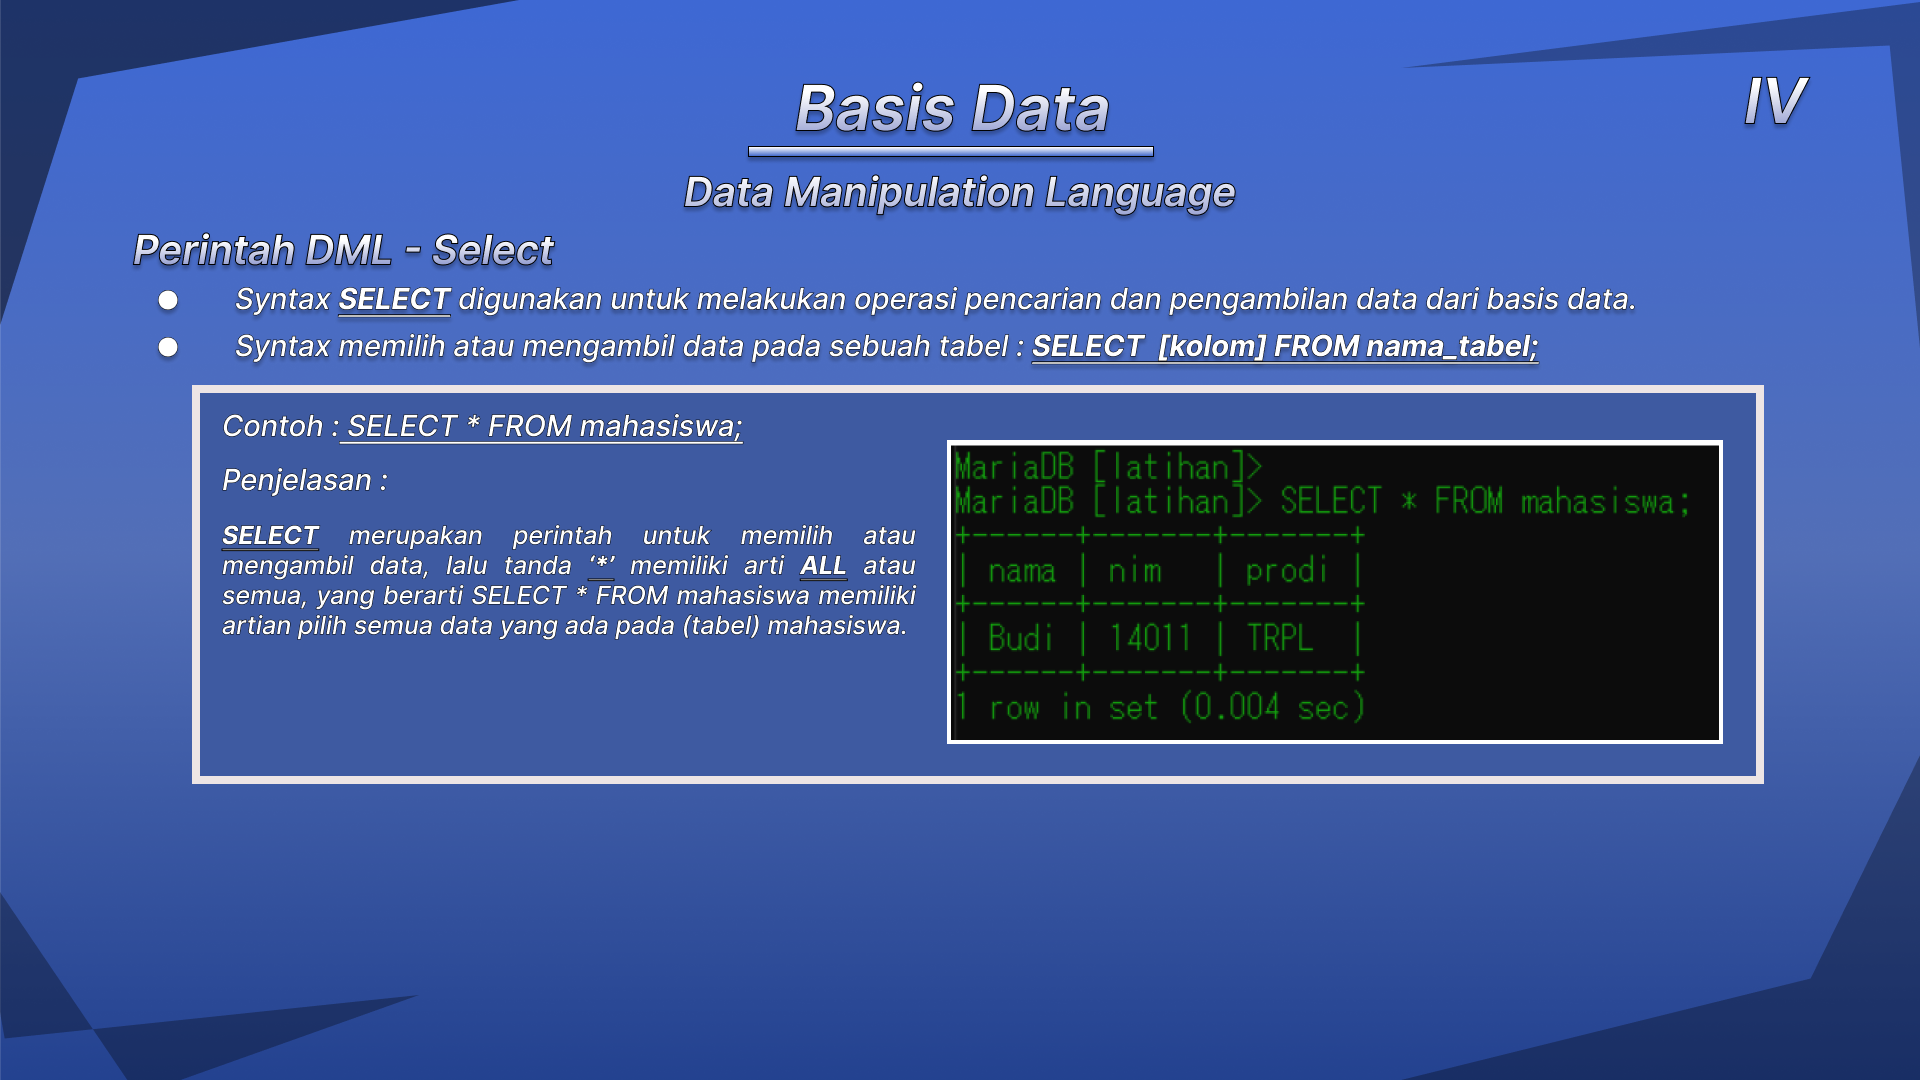 Basis Data
IV
Data Manipulation Language
Perintah DML - Select
● Syntax SELECT digunakan untuk melakukan operasi pencarian dan pengambilan data dari basis data.
● Syntax memilih atau mengambil data pada sebuah tabel : SELECT  [kolom] FROM nama_tabel;
Contoh : SELECT * FROM mahasiswa;
Penjelasan :
SELECT merupakan perintah untuk memilih atau
mengambil data, lalu tanda ‘*’ memiliki arti ALL atau
semua, yang berarti SELECT * FROM mahasiswa memiliki
artian pilih semua data yang ada pada (tabel) mahasiswa.
MariaDB [latihan]>
MariaDB [latihan]> SELECT * FROM mahasiswa;
+------+-------+-------+
| nama | nim   | prodi |
+------+-------+-------+
| Budi | 14011 | TRPL  |
+------+-------+-------+
1 row in set (0.004 sec)